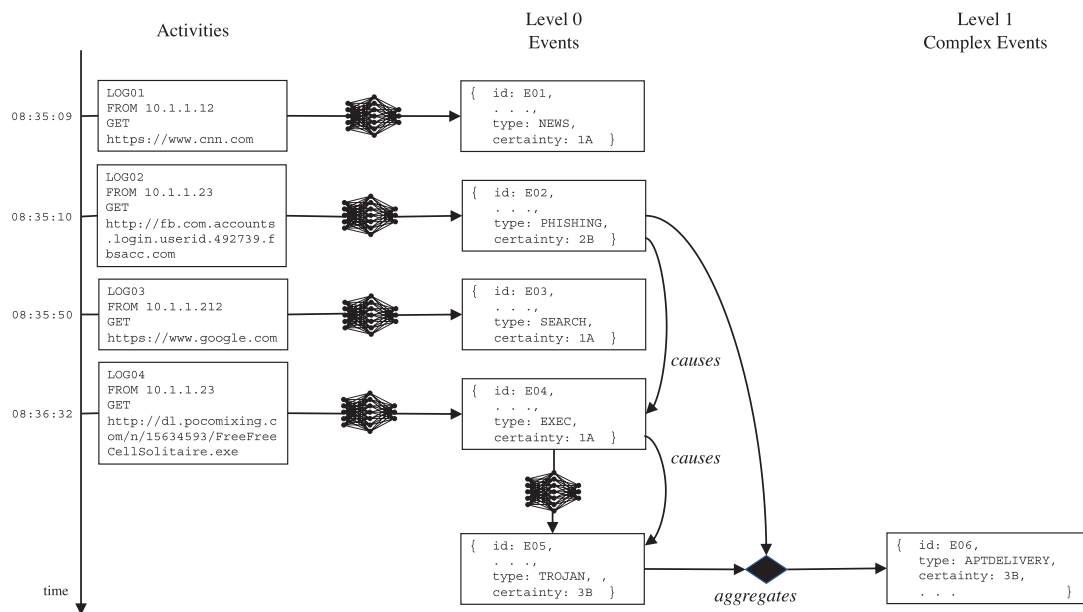 Activities
Level 0
Events
Level 1
Complex Events
08:35:09
LOG01
FROM 10.1.1.12
GET
https://www.cnn.com
{ id: E01,
. . .,
type: NEWS,
certainty: 1A }
08:35:10
LOG02
FROM 10.1.1.23
GET
http://fb.com.accounts
.login.userid.492739.f
bsacc.com
{ id: E02,
. . .,
type: PHISHING,
certainty: 2B }
08:35:50
LOG03
FROM 10.1.1.212
GET
https://www.google.com
{ id: E03,
. . .,
type: SEARCH,
certainty: 1A }
causes
08:36:32
LOG04
FROM 10.1.1.23
GET
http://dl.pocomixing.c
om/n/15634593/FreeFree
CellSolitaire.exe
{ id: E04,
. . .,
type: EXEC,
certainty: 1A }
causes
{ id: E05,
. . .,
type: TROJAN, ,
certainty: 3B }
aggregates
{ id: E06,
type: APTDELIVERY,
certainty: 3B,
. . . }
time